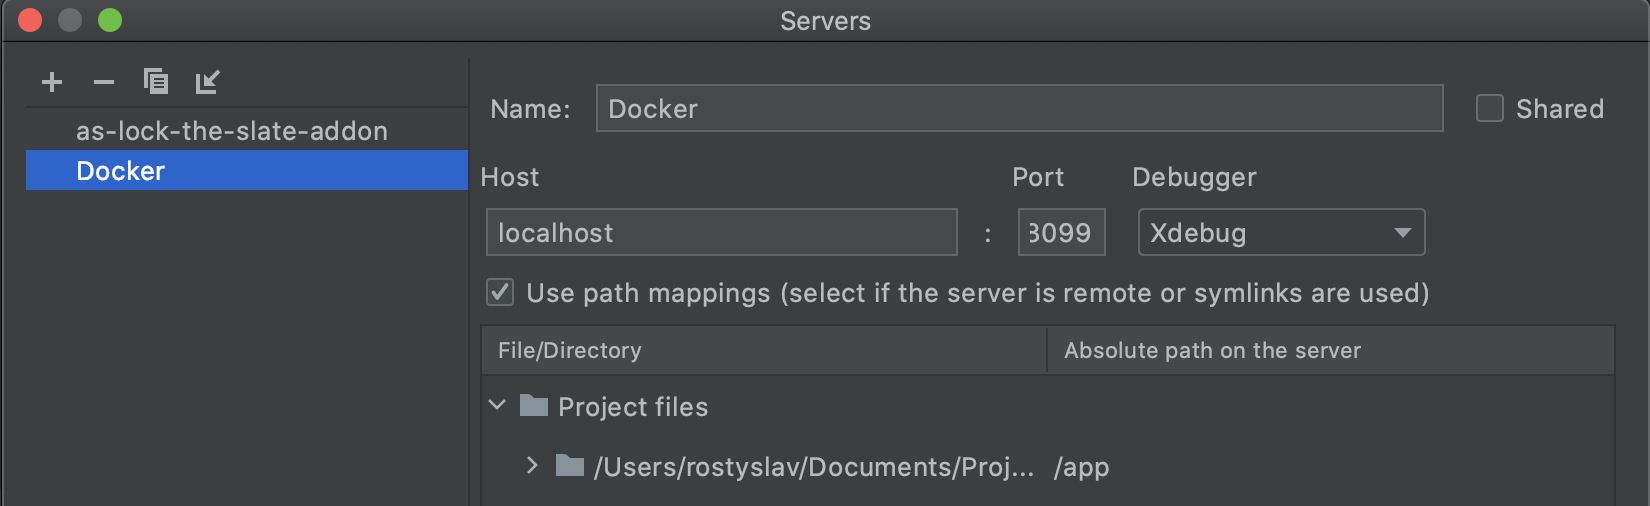 Servers
as-lock-the-slate-addon
Docker
Name: Docker Shared
Host Port Debugger
localhost : 8099 Xdebug
Use path mappings (select if the server is remote or symlinks are used)
File/Directory Absolute path on the server
Project files
/Users/rostyslav/Documents/Proj... /app